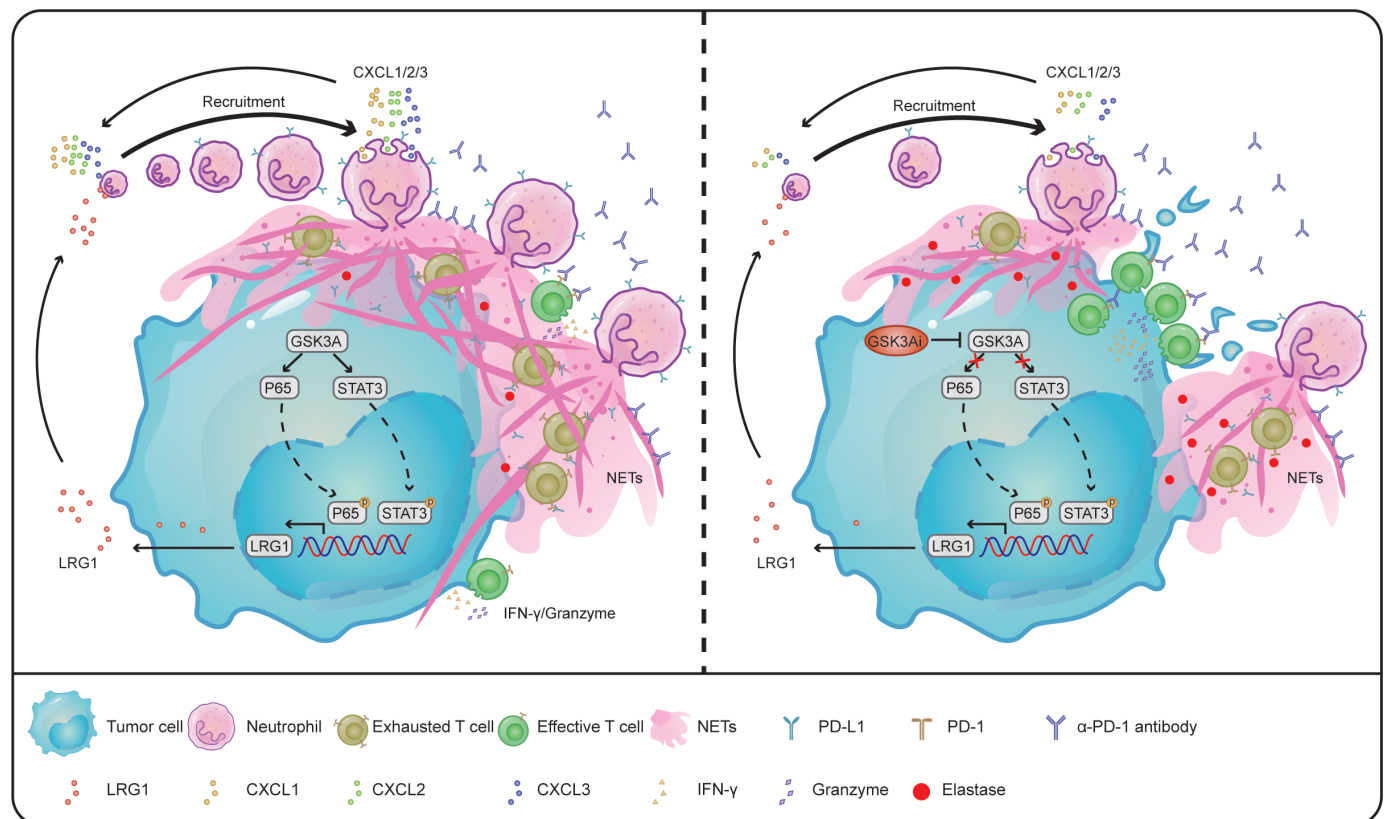 CXCL1/2/3
Recruitment
GSK3A
P65
STAT3
NETs
P65
p
STAT3
p
LRG1
LRG1
IFN-γ/Granzyme
CXCL1/2/3
Recruitment
GSK3Ai
GSK3A
P65
STAT3
NETs
P65
p
STAT3
p
LRG1
LRG1
Tumor cell
Neutrophil
Exhausted T cell
Effective T cell
NETs
PD-L1
PD-1
α-PD-1 antibody
LRG1
CXCL1
CXCL2
CXCL3
IFN-γ
Granzyme
Elastase